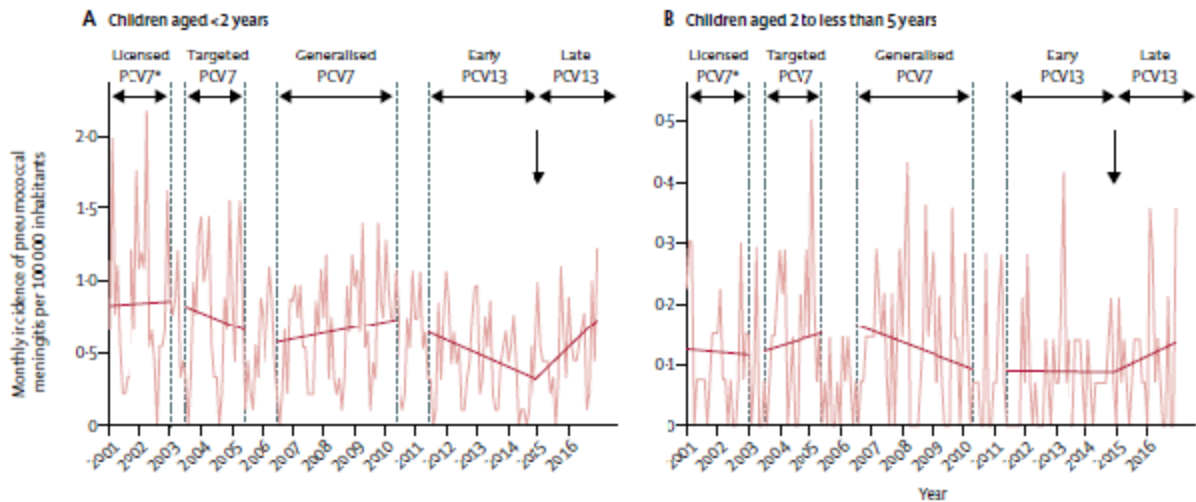 A Children aged <2 years
Licensed PCV7*
Targeted PCV7
Generalised PCV7
Early PCV13
Late PCV13
Monthly incidence of pneumococcal
meningitis per 100 000 inhabitants
2·0
1·5
1·0
0·5
0
2001 2002 2003 2004 2005 2006 2007 2008 2009 2010 2011 2012 2013 2014 2015 2016
B Children aged 2 to less than 5 years
Licensed PCV7*
Targeted PCV7
Generalised PCV7
Early PCV13
Late PCV13
0·5
0·4
0·3
0·2
0·1
0
2001 2002 2003 2004 2005 2006 2007 2008 2009 2010 2011 2012 2013 2014 2015 2016
Year